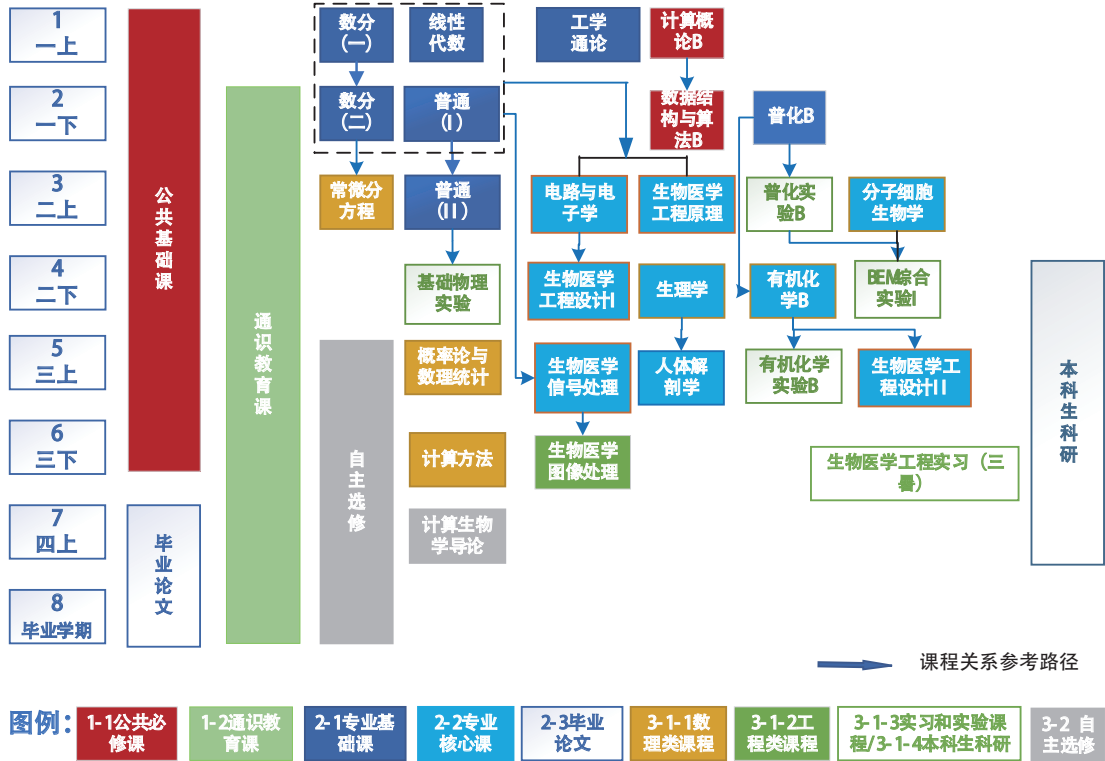 1
一上
数分
(一)
线性
代数
工学
通论
计算概
论B
2
一下
数分
(二)
普通
(I)
数据结
构与算
法B
普化B
3
二上
常微分
方程
普通
(II)
电路与电
子学
生物医学
工程原理
普化实
验B
分子细胞
生物学
公共基础课
4
二下
基础物理
实验
生物医学
工程设计I
生理学
有机化
学B
BEM综合
实验I
通识教育课
5
三上
概率论与
数理统计
生物医学
信号处理
人体解
剖学
有机化学
实验B
生物医学工
程设计II
本科生科研
6
三下
自主选修
计算方法
生物医学
图像处理
生物医学工程实习（三
暑）
7
四上
毕业论文
计算生物
学导论
8
毕业学期
课程关系参考路径
图例：
1-1公共必
修课
1-2通识教
育课
2-1专业基
础课
2-2专业
核心课
2-3毕业
论文
3-1-1数
理类课程
3-1-2工
程类课程
3-1-3实习和实验课
程/3-1-4本科生科研
3-2 自
主选修